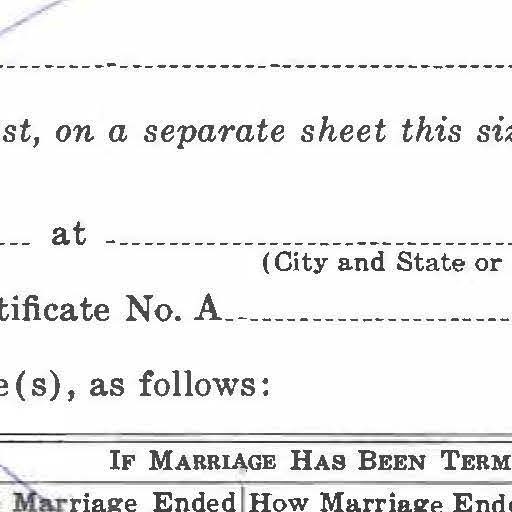 st, on a separate sheet this siz
at
(City and State or
tificate No. A
e(s), as follows:
If Marriage Has Been Term
Marriage Ended How Marriage Ende